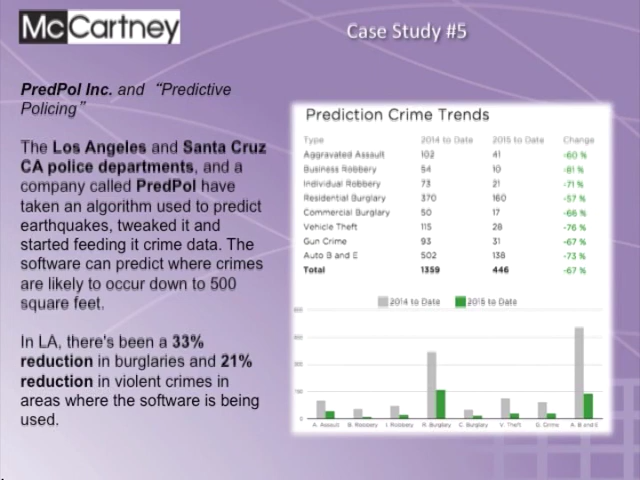 McCartney
Case Study #5
PredPol Inc. and “Predictive
Policing”
The Los Angeles and Santa Cruz
CA police departments, and a
company called PredPol have
taken an algorithm used to predict
earthquakes, tweaked it and
started feeding it crime data. The
software can predict where crimes
are likely to occur down to 500
square feet.
In LA, there's been a 33%
reduction in burglaries and 21%
reduction in violent crimes in
areas where the software is being
used.
Prediction Crime Trends
Type 2014 to Date 2015 to Date Change
Aggravated Assault 102 41 -60 %
Business Robbery 54 10 -81 %
Individual Robbery 73 21 -71 %
Residential Burglary 370 160 -57 %
Commercial Burglary 50 17 -66 %
Vehicle Theft 115 28 -76 %
Gun Crime 93 31 -67 %
Auto B and E 502 138 -73 %
Total 1359 446 -67 %
2014 to Date 2015 to Date
A. Assault B. Robbery I. Robbery R. Burglary C. Burglary V. Theft G. Crime A. B and E